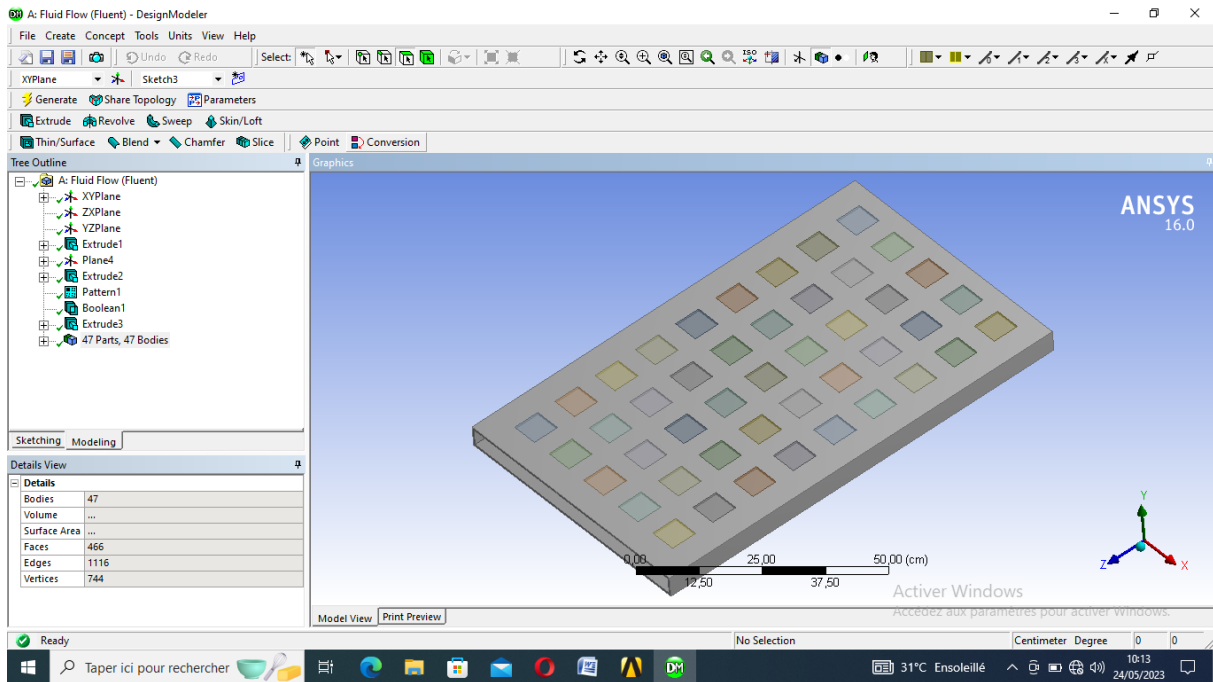 A: Fluid Flow (Fluent) - DesignModeler
File Create Concept Tools Units View Help
Undo Redo Select: ISO
XYPlane Sketch3
Generate Share Topology Parameters
Extrude Revolve Sweep Skin/Loft
Thin/Surface Blend Chamfer Slice Point Conversion
Tree Outline
A: Fluid Flow (Fluent)
XYPlane
ZXPlane
YZPlane
Extrude1
Plane4
Extrude2
Pattern1
Boolean1
Extrude3
47 Parts, 47 Bodies
Sketching Modeling
Details View
Details
Bodies 47
Volume ...
Surface Area ...
Faces 466
Edges 1116
Vertices 744
Graphics
ANSYS
16.0
0,00 25,00 50,00 (cm)
12,50 37,50
Y
Z X
Activer Windows
Accédez aux paramètres pour activer Windows.
Model View Print Preview
Ready No Selection Centimeter Degree 0 0
Taper ici pour rechercher DM 31°C Ensoleillé 10:13
24/05/2023